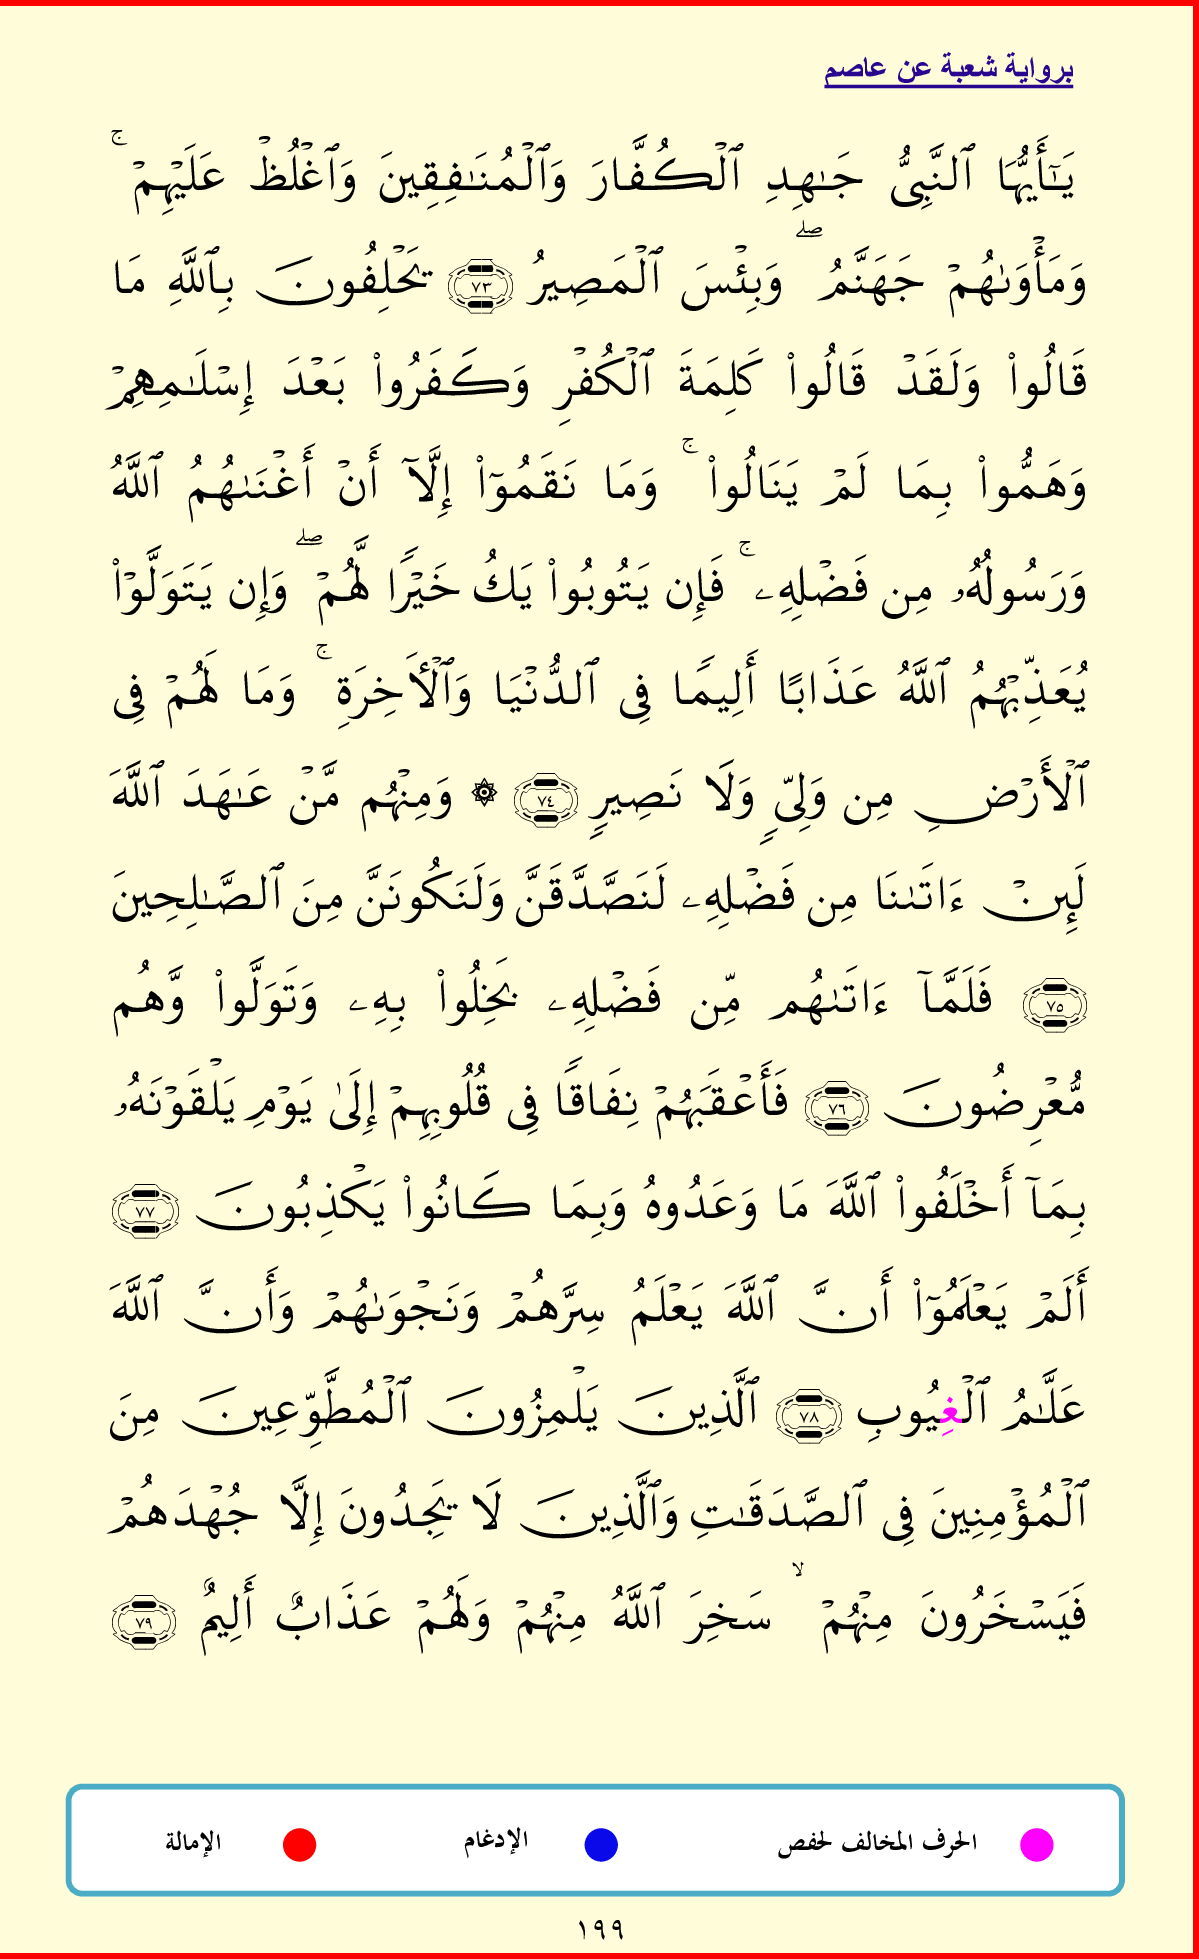 برواية شعبة عن عاصم
يَـٰٓأَيُّهَا ٱلنَّبِىُّ جَـٰهِدِ ٱلْكُفَّارَ وَٱلْمُنَـٰفِقِينَ وَٱغْلُظْ عَلَيْهِمْ ۚ
وَمَأْوَىٰهُمْ جَهَنَّمُ ۖ وَبِئْسَ ٱلْمَصِيرُ ٧٣ يَحْلِفُونَ بِٱللَّهِ مَا
قَالُوا۟ وَلَقَدْ قَالُوا۟ كَلِمَةَ ٱلْكُفْرِ وَكَفَرُوا۟ بَعْدَ إِسْلَـٰمِهِمْ
وَهَمُّوا۟ بِمَا لَمْ يَنَالُوا۟ ۚ وَمَا نَقَمُوٓا۟ إِلَّآ أَنْ أَغْنَىٰهُمُ ٱللَّهُ
وَرَسُولُهُۥ مِن فَضْلِهِۦ ۚ فَإِن يَتُوبُوا۟ يَكُ خَيْرًا لَّهُمْ ۖ وَإِن يَتَوَلَّوْا۟
يُعَذِّبْهُمُ ٱللَّهُ عَذَابًا أَلِيمًا فِى ٱلدُّنْيَا وَٱلْـَٔاخِرَةِ ۚ وَمَا لَهُمْ فِى
ٱلْأَرْضِ مِن وَلِىٍّ وَلَا نَصِيرٍ ٧٤ ۞ وَمِنْهُم مَّنْ عَـٰهَدَ ٱللَّهَ
لَئِنْ ءَاتَىٰنَا مِن فَضْلِهِۦ لَنَصَّدَّقَنَّ وَلَنَكُونَنَّ مِنَ ٱلصَّـٰلِحِينَ
٧٥ فَلَمَّآ ءَاتَىٰهُم مِّن فَضْلِهِۦ بَخِلُوا۟ بِهِۦ وَتَوَلَّوا۟ وَّهُم
مُّعْرِضُونَ ٧٦ فَأَعْقَبَهُمْ نِفَاقًا فِى قُلُوبِهِمْ إِلَىٰ يَوْمِ يَلْقَوْنَهُۥ
بِمَآ أَخْلَفُوا۟ ٱللَّهَ مَا وَعَدُوهُ وَبِمَا كَانُوا۟ يَكْذِبُونَ ٧٧
أَلَمْ يَعْلَمُوٓا۟ أَنَّ ٱللَّهَ يَعْلَمُ سِرَّهُمْ وَنَجْوَىٰهُمْ وَأَنَّ ٱللَّهَ
عَلَّـٰمُ ٱلْغِيُوبِ ٧٨ ٱلَّذِينَ يَلْمِزُونَ ٱلْمُطَّوِّعِينَ مِنَ
ٱلْمُؤْمِنِينَ فِى ٱلصَّدَقَـٰتِ وَٱلَّذِينَ لَا يَجِدُونَ إِلَّا جُهْدَهُمْ
فَيَسْخَرُونَ مِنْهُمْ ۙ سَخِرَ ٱللَّهُ مِنْهُمْ وَلَهُمْ عَذَابٌ أَلِيمٌ ٧٩
الحرف المخالف لحفص الإدغام الإمالة
١٩٩